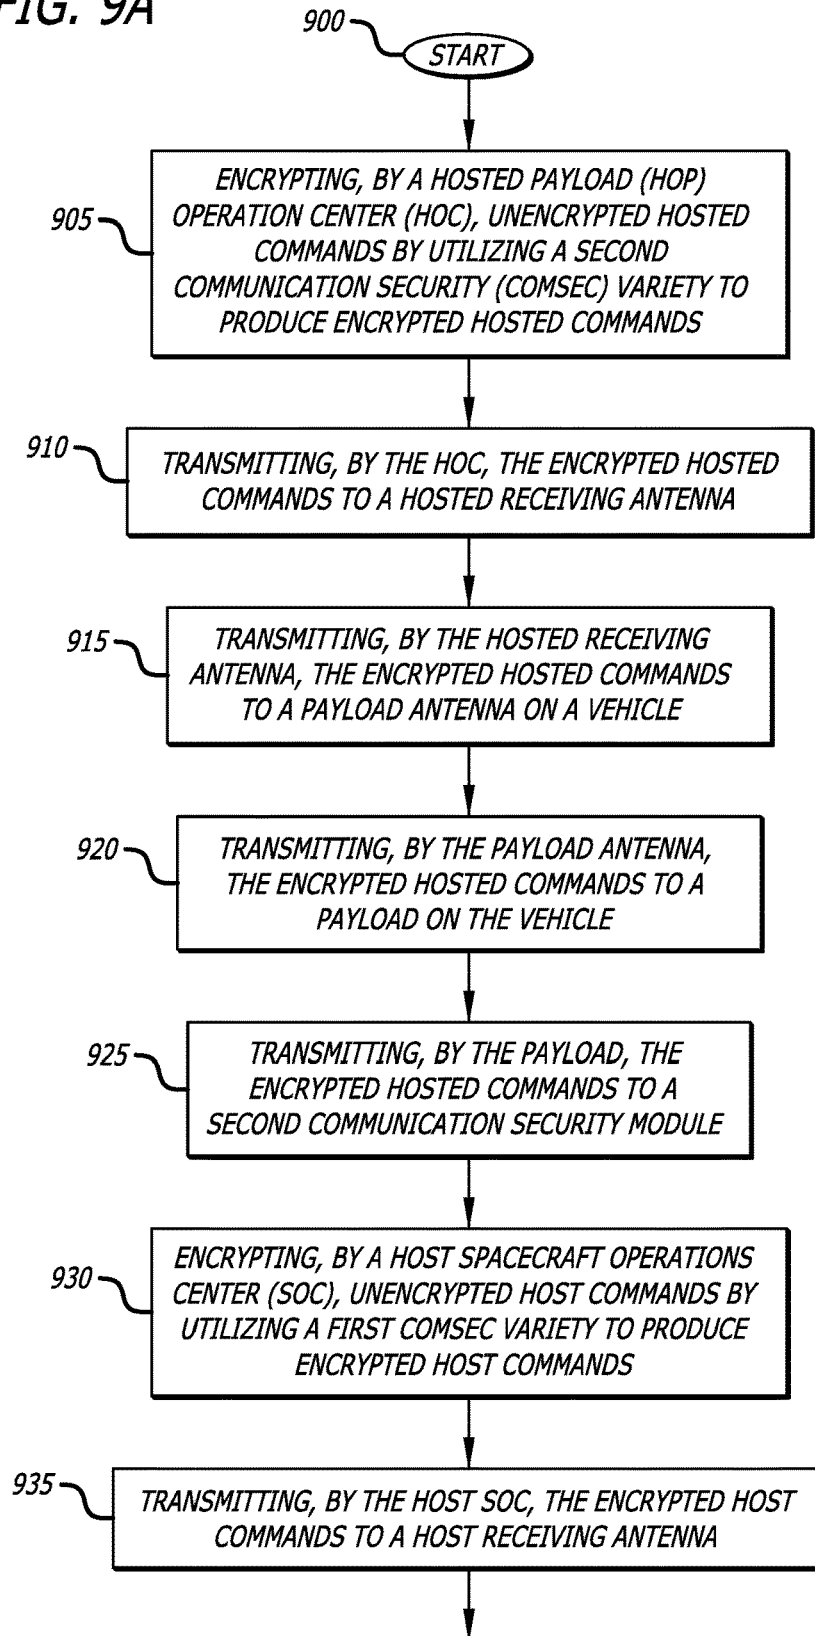 FIG. 9A
900
START
905
ENCRYPTING, BY A HOSTED PAYLOAD (HOP)
OPERATION CENTER (HOC), UNENCRYPTED HOSTED
COMMANDS BY UTILIZING A SECOND
COMMUNICATION SECURITY (COMSEC) VARIETY TO
PRODUCE ENCRYPTED HOSTED COMMANDS
910
TRANSMITTING, BY THE HOC, THE ENCRYPTED HOSTED
COMMANDS TO A HOSTED RECEIVING ANTENNA
915
TRANSMITTING, BY THE HOSTED RECEIVING
ANTENNA, THE ENCRYPTED HOSTED COMMANDS
TO A PAYLOAD ANTENNA ON A VEHICLE
920
TRANSMITTING, BY THE PAYLOAD ANTENNA,
THE ENCRYPTED HOSTED COMMANDS TO A
PAYLOAD ON THE VEHICLE
925
TRANSMITTING, BY THE PAYLOAD, THE
ENCRYPTED HOSTED COMMANDS TO A
SECOND COMMUNICATION SECURITY MODULE
930
ENCRYPTING, BY A HOST SPACECRAFT OPERATIONS
CENTER (SOC), UNENCRYPTED HOST COMMANDS BY
UTILIZING A FIRST COMSEC VARIETY TO PRODUCE
ENCRYPTED HOST COMMANDS
935
TRANSMITTING, BY THE HOST SOC, THE ENCRYPTED HOST
COMMANDS TO A HOST RECEIVING ANTENNA